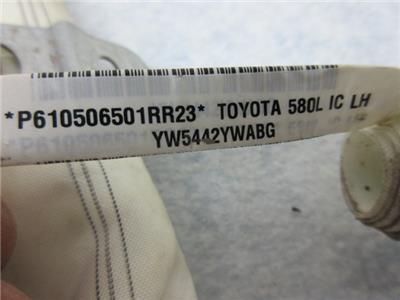 *P610506501RR23* TOYOTA 580L IC LH
YW5442YWABG